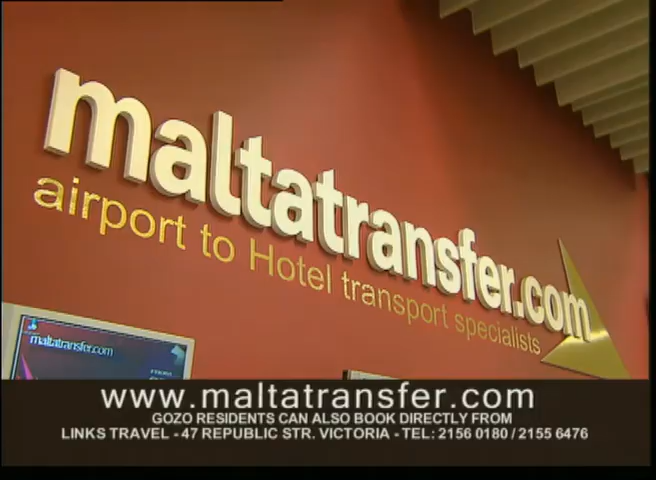 maltatransfer.com
airport to Hotel transport specialists
maltatransfer.com
www.maltatransfer.com
GOZO RESIDENTS CAN ALSO BOOK DIRECTLY FROM
LINKS TRAVEL - 47 REPUBLIC STR. VICTORIA - TEL: 2156 0180 / 2155 6476